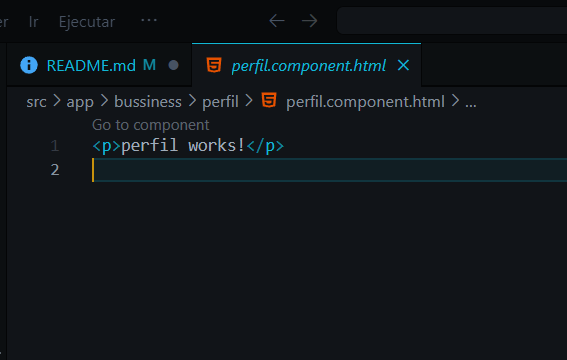 Ir Ejecutar ···
README.md M ● perfil.component.html ×
src > app > bussiness > perfil > perfil.component.html > ...
Go to component
1 <p>perfil works!</p>
2